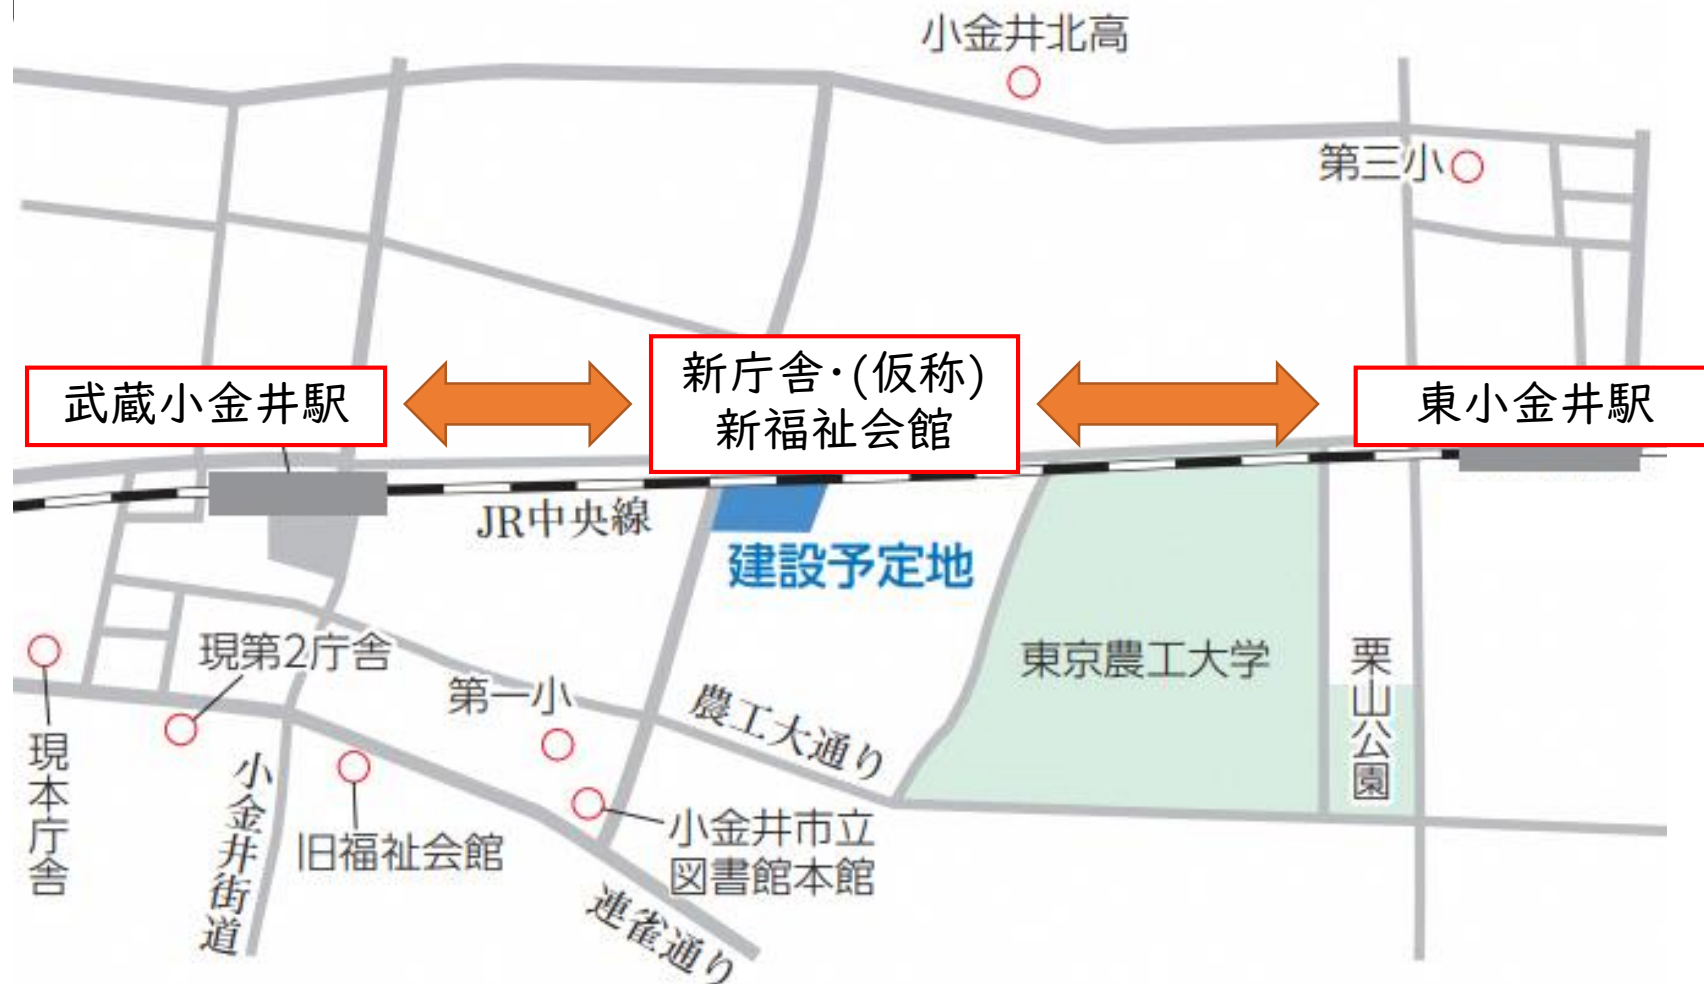 小金井北高
第三小
武蔵小金井駅
新庁舎・(仮称)
新福祉会館
東小金井駅
JR中央線
建設予定地
現第2庁舎
第一小
農工大通り
東京農工大学
栗山公園
現本庁舎
小金井街道
旧福祉会館
小金井市立
図書館本館
連雀通り